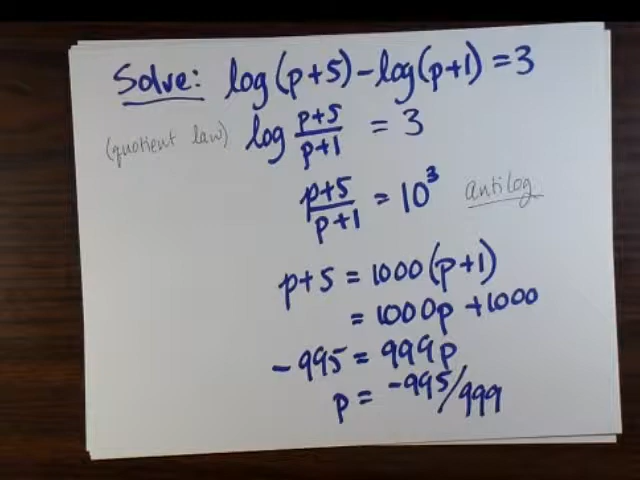 Solve: log(p+5)-log(p+1)=3
(quotient law) log p+5/p+1 = 3
p+5/p+1 = 10³ antilog
p+5 = 1000(p+1)
= 1000p +1000
-995 = 999p
p = -995/999